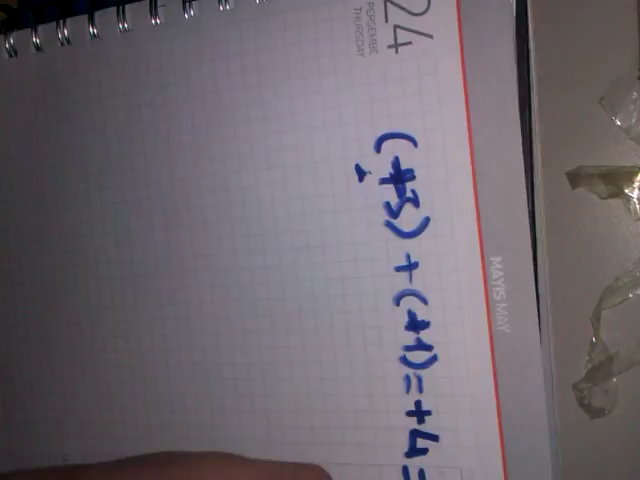 MAYIS MAY
24
PERŞEMBE
THURSDAY
(+3) + (+1) = +4 =